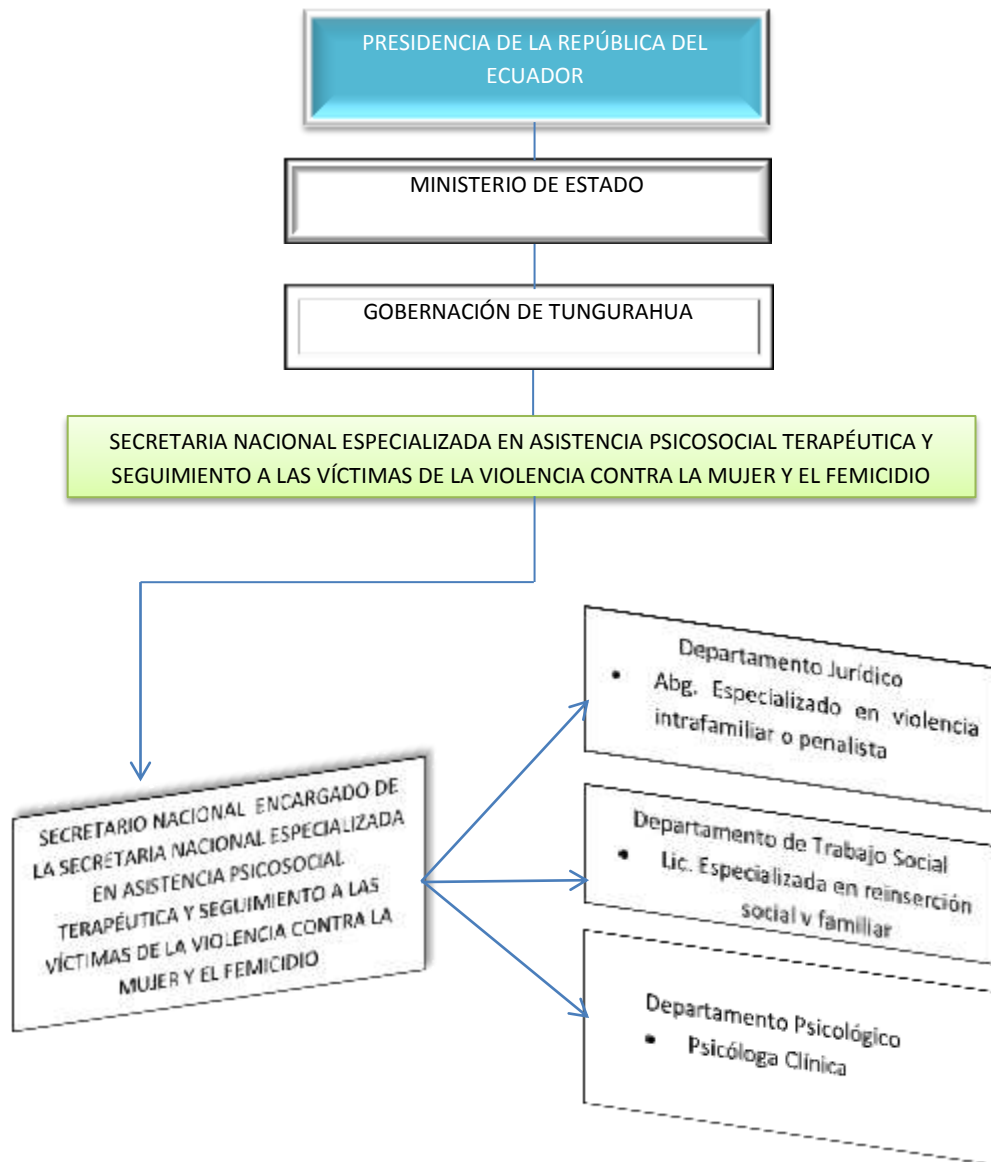 PRESIDENCIA DE LA REPÚBLICA DEL
ECUADOR
MINISTERIO DE ESTADO
GOBERNACIÓN DE TUNGURAHUA
SECRETARIA NACIONAL ESPECIALIZADA EN ASISTENCIA PSICOSOCIAL TERAPÉUTICA Y
SEGUIMIENTO A LAS VÍCTIMAS DE LA VIOLENCIA CONTRA LA MUJER Y EL FEMICIDIO
SECRETARIO NACIONAL ENCARGADO DE
LA SECRETARIA NACIONAL ESPECIALIZADA
EN ASISTENCIA PSICOSOCIAL
TERAPÉUTICA Y SEGUIMIENTO A LAS
VÍCTIMAS DE LA VIOLENCIA CONTRA LA
MUJER Y EL FEMICIDIO
Departamento Jurídico
• Abg. Especializado en violencia
intrafamiliar o penalista
Departamento de Trabajo Social
• Lic. Especializada en reinserción
social y familiar
Departamento Psicológico
• Psicóloga Clínica